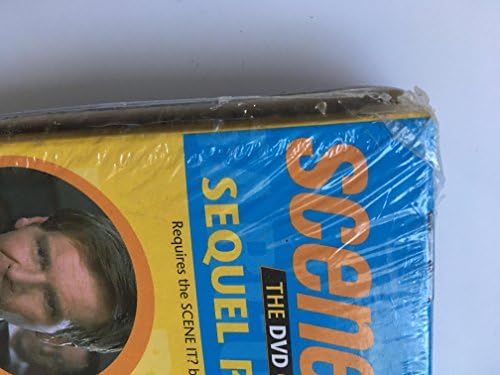 scene
THE DVD
SEQUEL
Requires the SCENE IT?